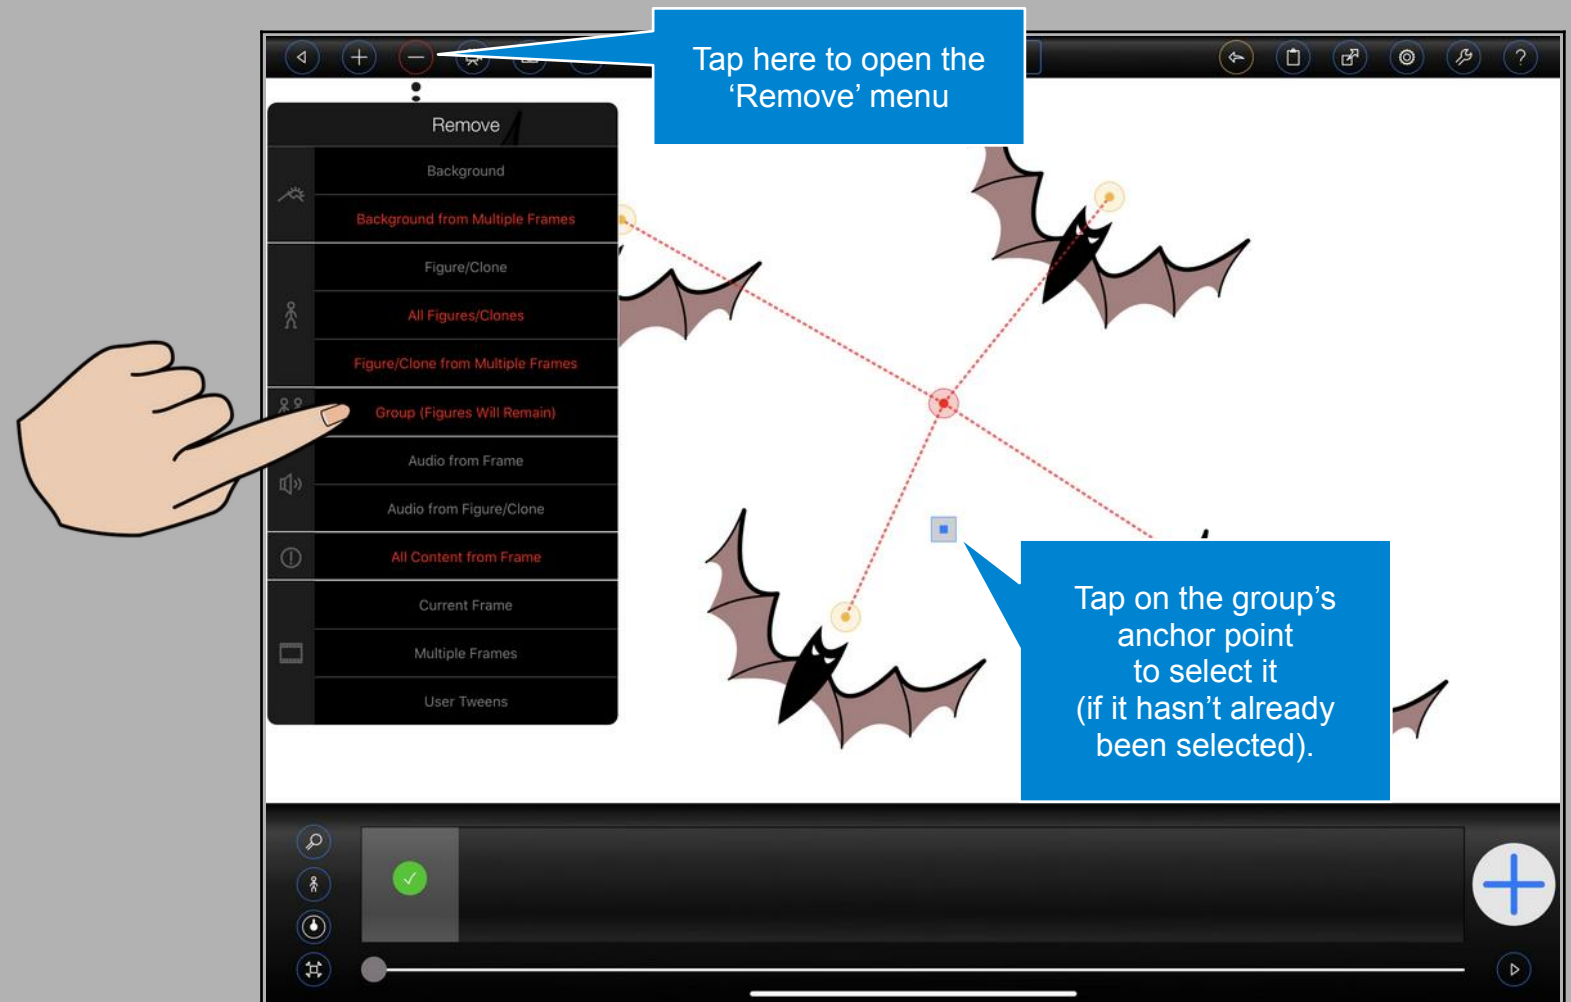 Tap here to open the
‘Remove’ menu
Remove
Background
Background from Multiple Frames
Figure/Clone
All Figures/Clones
Figure/Clone from Multiple Frames
Group (Figures Will Remain)
Audio from Frame
Audio from Figure/Clone
All Content from Frame
Current Frame
Multiple Frames
User Tweens
Tap on the group’s
anchor point
to select it
(if it hasn’t already
been selected).